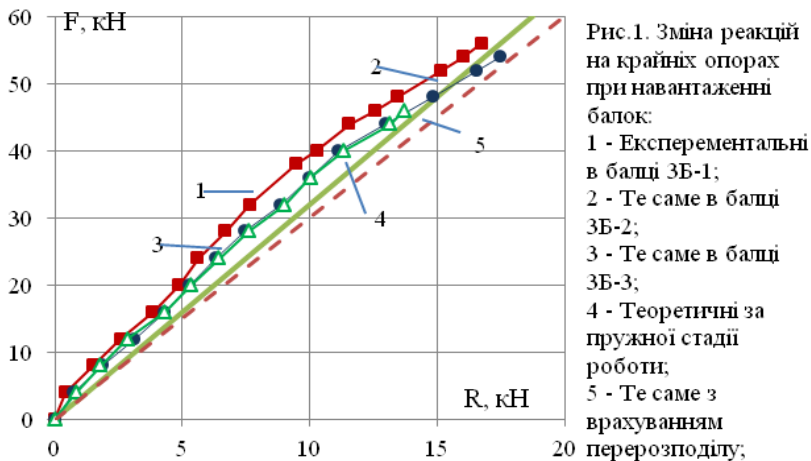 60
F, кН
50
40
30
20
10
0
0
5
10
15
20
R, кН
1
2
3
4
5
Рис.1. Зміна реакцій
на крайніх опорах
при навантаженні
балок:
1 - Експерементальні
в балці ЗБ-1;
2 - Те саме в балці
ЗБ-2;
3 - Те саме в балці
ЗБ-3;
4 - Теоретичні за
пружної стадії
роботи;
5 - Те саме з
врахуванням
перерозподілу;